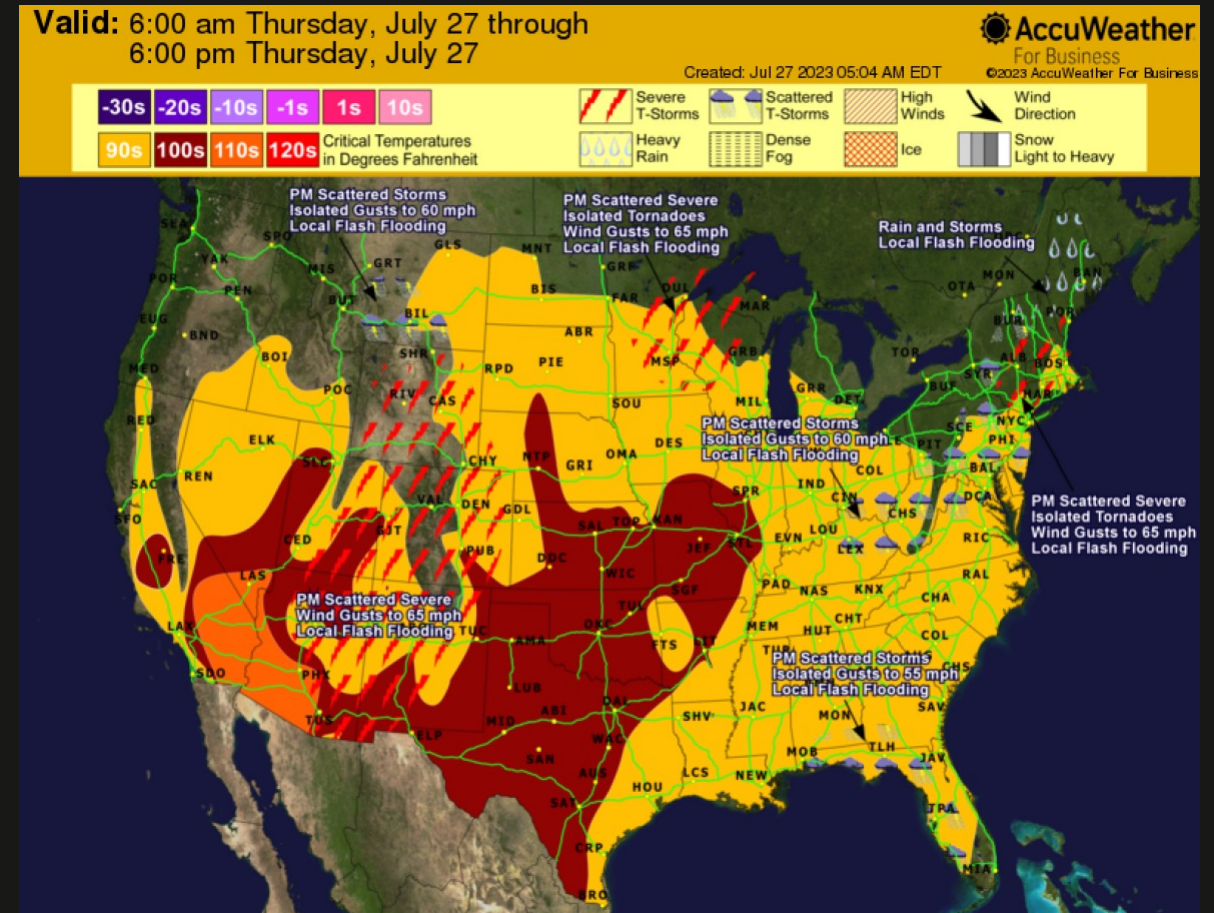 Valid: 6:00 am Thursday, July 27 through
6:00 pm Thursday, July 27
AccuWeather
For Business
Created: Jul 27 2023 05:04 AM EDT
©2023 AccuWeather For Business
-30s -20s -10s -1s 1s 10s
90s 100s 110s 120s
Critical Temperatures
in Degrees Fahrenheit
Severe
T-Storms
Scattered
T-Storms
High
Winds
Wind
Direction
Heavy
Rain
Dense
Fog
Ice
Snow
Light to Heavy
PM Scattered Storms
Isolated Gusts to 60 mph
Local Flash Flooding
PM Scattered Severe
Isolated Tornadoes
Wind Gusts to 65 mph
Local Flash Flooding
Rain and Storms
Local Flash Flooding
PM Scattered Storms
Isolated Gusts to 60 mph
Local Flash Flooding
PM Scattered Severe
Isolated Tornadoes
Wind Gusts to 65 mph
Local Flash Flooding
PM Scattered Severe
Wind Gusts to 65 mph
Local Flash Flooding
PM Scattered Storms
Isolated Gusts to 55 mph
Local Flash Flooding
SEA
SPO
GLS
MNT
GRF
YAK
MIS
GRT
DUL
MON
BAN
POR
PEN
BUT
BIS
FAR
MAR
OTA
EUG
BND
BIL
ABR
BUR
POR
MED
BOI
SHR
RPD
PIE
MSP
GRB
TOR
SYR
ALB
BOS
POC
RIV
CAS
SOU
MIL
GRR
DET
BUF
HAR
RED
ELK
SLC
CHY
NTP
GRI
OMA
DES
SCE
NYC
PIT
PHI
REN
SAC
VAL
DEN
GDL
SPR
IND
COL
CIN
BAL
DCA
SFO
FRE
CED
GJT
PUB
DDC
SAL
TOP
KAN
JEF
STL
EVN
LOU
LEX
CHS
RIC
LAS
WIC
SGF
PAD
NAS
KNX
RAL
CHA
LAX
TUC
AMA
OKC
TUL
FTS
LIT
MEM
HUT
CHT
COL
TUP
CHS
SDO
PHX
LUB
TUS
ELP
MID
ABI
DAL
SHV
JAC
MON
SAV
SAN
WAC
AUS
SAT
HOU
LCS
NEW
MOB
TLH
JAV
TPA
CRP
BRO
MIA